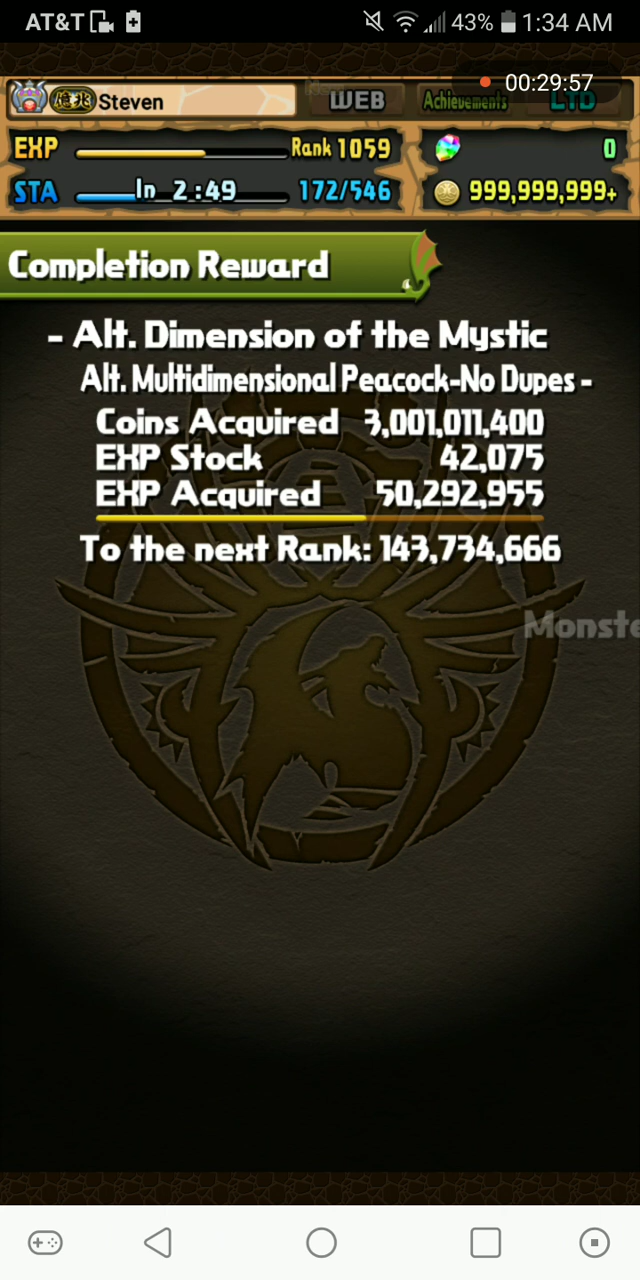 AT&T 43% 1:34 AM
00:29:57
Steven WEB Achievements LTD
EXP Rank 1059 0
STA In 2:49 172/546 999,999,999+
Completion Reward
- Alt. Dimension of the Mystic
Alt. Multidimensional Peacock-No Dupes -
Coins Acquired 3,001,011,400
EXP Stock 42,075
EXP Acquired 50,292,955
To the next Rank: 143,734,666
Monste